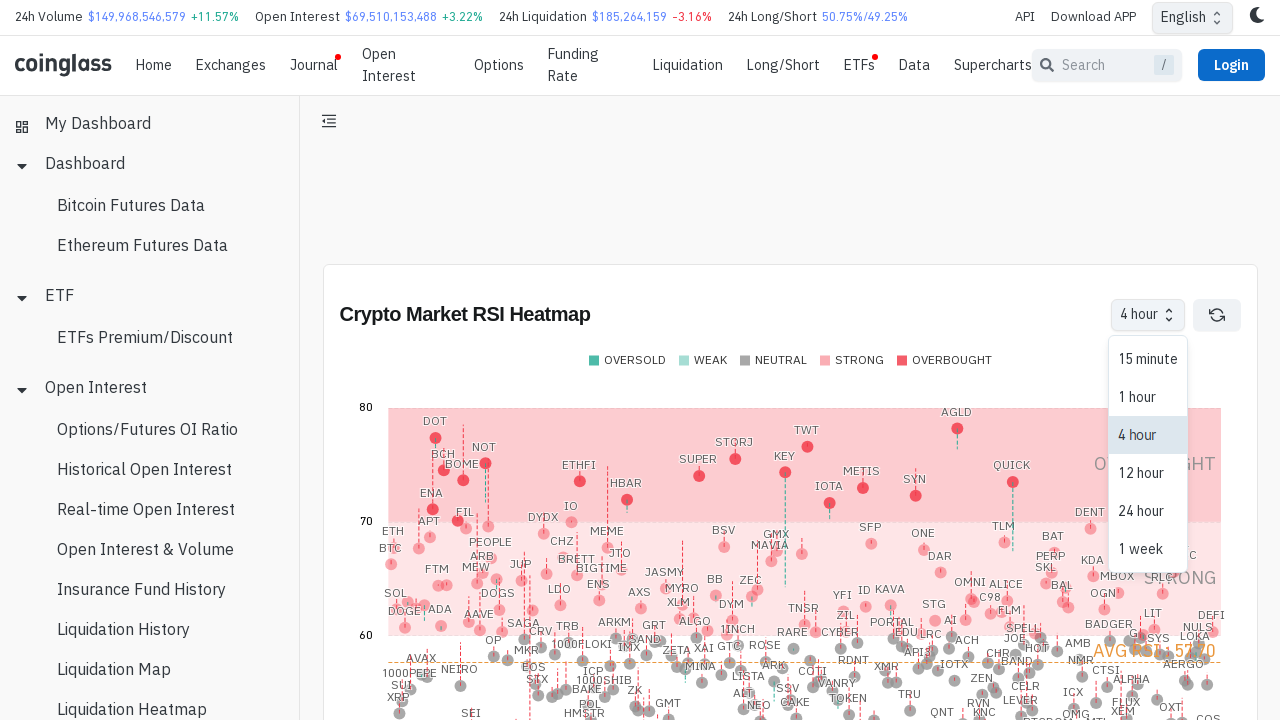 24h Volume $149,968,546,579 +11.57% Open Interest $69,510,153,488 +3.22% 24h Liquidation $185,264,159 -3.16% 24h Long/Short 50.75%/49.25% API Download APP English
coinglass Home Exchanges Journal Open Interest Options Funding Rate Liquidation Long/Short ETFs Data Supercharts Search / Login
My Dashboard
Dashboard
Bitcoin Futures Data
Ethereum Futures Data
ETF
ETFs Premium/Discount
Open Interest
Options/Futures OI Ratio
Historical Open Interest
Real-time Open Interest
Open Interest & Volume
Insurance Fund History
Liquidation History
Liquidation Map
Liquidation Heatmap
Crypto Market RSI Heatmap
4 hour
15 minute
1 hour
4 hour
12 hour
24 hour
1 week
OVERSOLD WEAK NEUTRAL STRONG OVERBOUGHT
80
DOT TWT AGLD
BCH NOT STORJ
BOME ETHFI SUPER KEY METIS QUICK
ENA HBAR IOTA SYN
70
APT FIL IO DENT
ETH DYDX MEME BSV GMX SFP ONE TLM BAT
BTC PEOPLE CHZ JTO MAVIA DAR PERP KDA
ARB BRETT BIGTIME SKL
FTM MEW JUP JASMY MBOX STRONG
SOL DOGS LDO ENS AXS MYRO BB ZEC YFI ID KAVA OMNI ALICE BAL OGN
DOGE ADA AAVE XLM DYM TNSR STG C98 FLM LIT DEFI
60
SAGA CRV TRB ARKM GRT ALGO 1INCH RARE CYBER ZIL PORTAL EDU LRC AI SPELL BADGER NULS
OP MKR 1000FLOKI IMX SAND ZETA XAI GTC ROSE API3 ACH CHR JOE HOT AMB SYS LOKA
AVG RSI : 57.70
AVAX NEIRO EOS ICP MINA LISTA ARK COTI RDNT XMR IOTX BAND NMR CTSI AERGO
1000PEPE STX 1000SHIB ZEN ALPHA
SUI BAKE ZK ALT SSV VANRY TRU CELR ICX
XRP POL GMT NEO CAKE TOKEN RVN LEVER FLUX OXT
SEI HMSTR QNT KNC OMG XEM COS